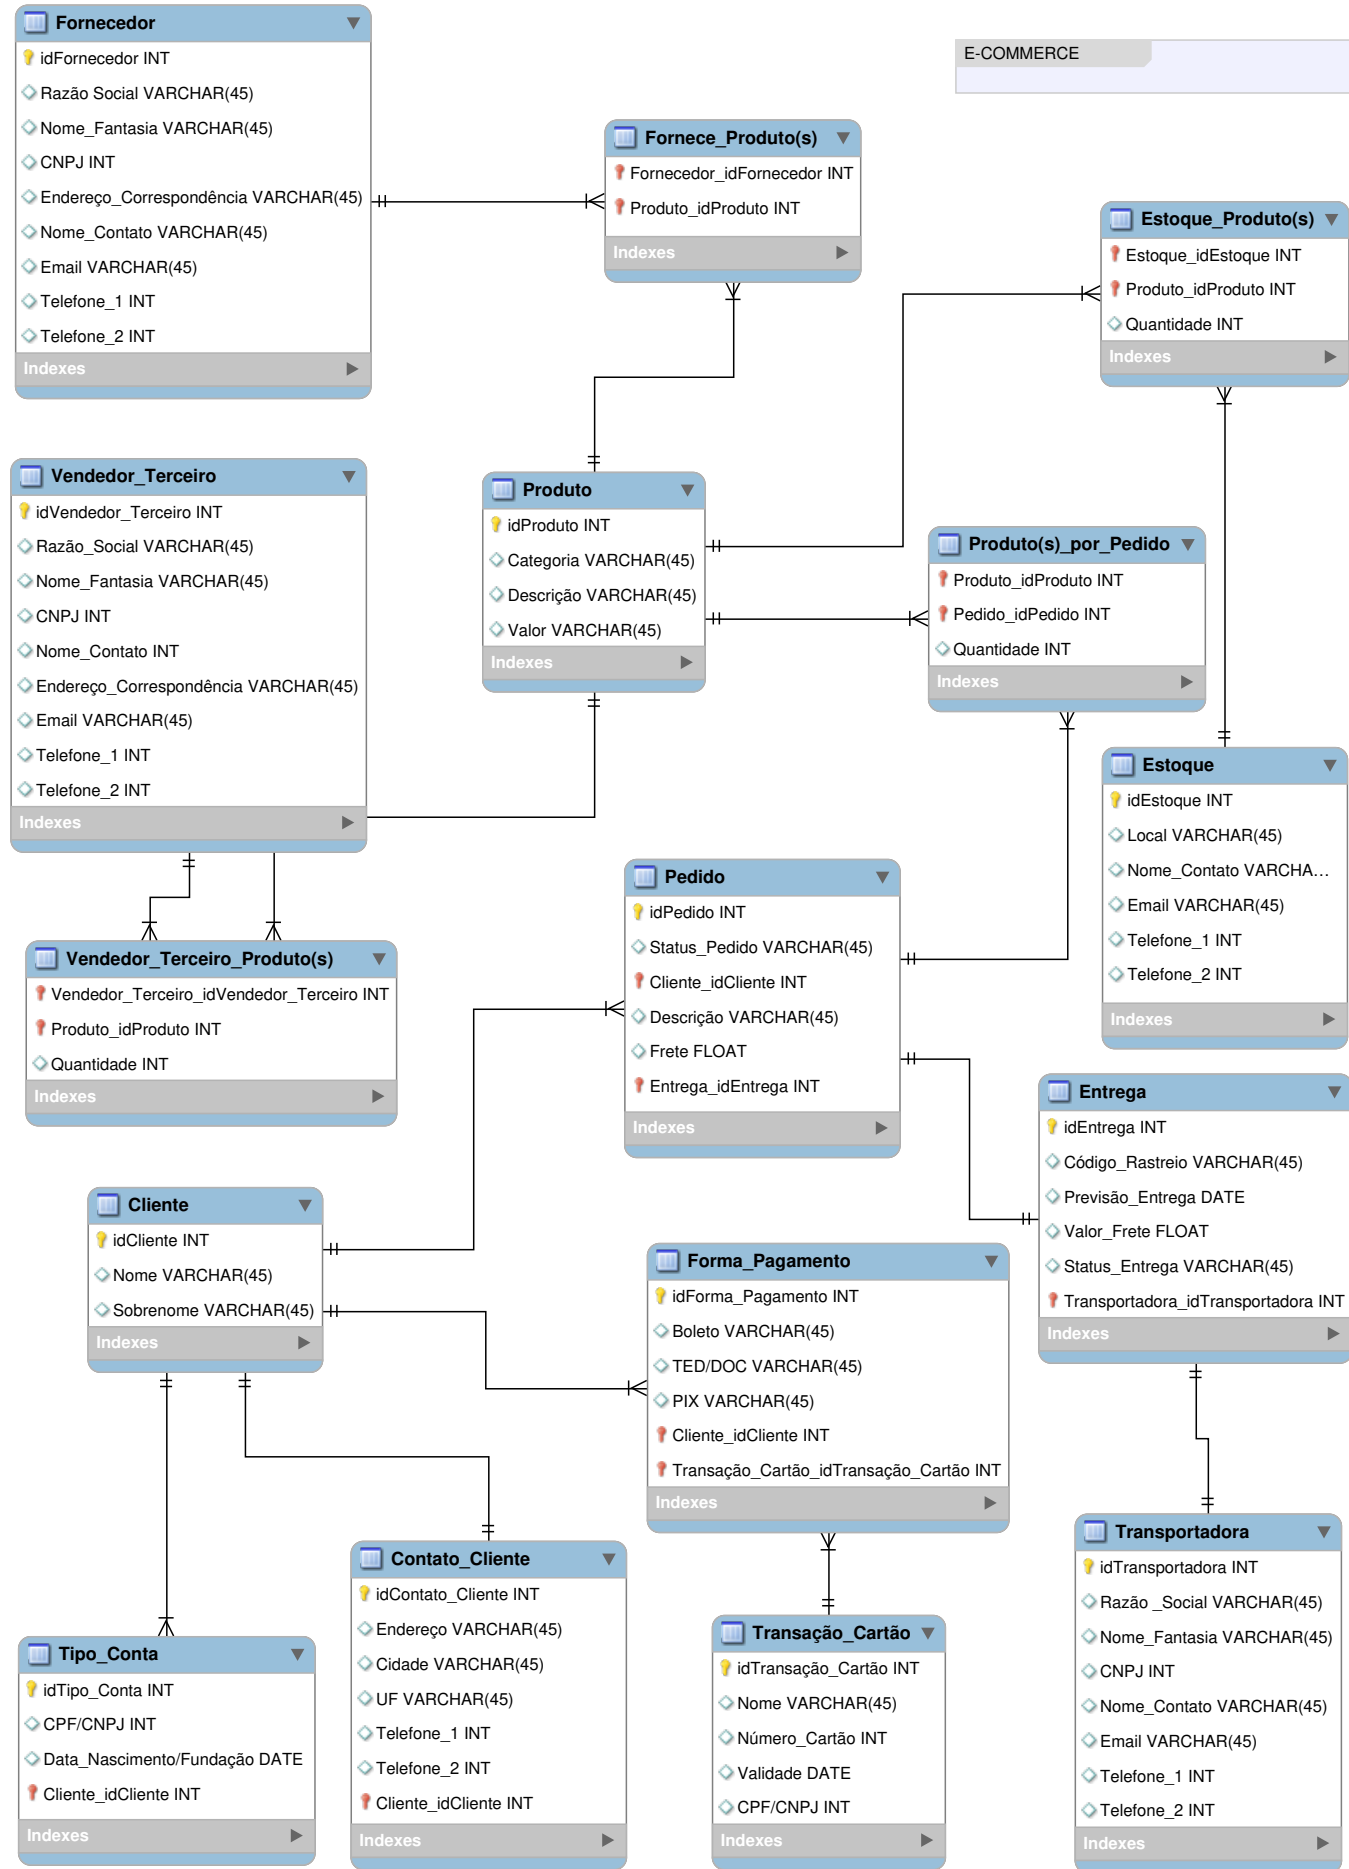 Fornecedor
idFornecedor INT
Razão Social VARCHAR(45)
Nome_Fantasia VARCHAR(45)
CNPJ INT
Endereço_Correspondência VARCHAR(45)
Nome_Contato VARCHAR(45)
Email VARCHAR(45)
Telefone_1 INT
Telefone_2 INT
Indexes
E-COMMERCE
Fornece_Produto(s)
Fornecedor_idFornecedor INT
Produto_idProduto INT
Indexes
Estoque_Produto(s)
Estoque_idEstoque INT
Produto_idProduto INT
Quantidade INT
Indexes
Vendedor_Terceiro
idVendedor_Terceiro INT
Razão_Social VARCHAR(45)
Nome_Fantasia VARCHAR(45)
CNPJ INT
Nome_Contato INT
Endereço_Correspondência VARCHAR(45)
Email VARCHAR(45)
Telefone_1 INT
Telefone_2 INT
Indexes
Produto
idProduto INT
Categoria VARCHAR(45)
Descrição VARCHAR(45)
Valor VARCHAR(45)
Indexes
Produto(s)_por_Pedido
Produto_idProduto INT
Pedido_idPedido INT
Quantidade INT
Indexes
Estoque
idEstoque INT
Local VARCHAR(45)
Nome_Contato VARCHA...
Email VARCHAR(45)
Telefone_1 INT
Telefone_2 INT
Indexes
Vendedor_Terceiro_Produto(s)
Vendedor_Terceiro_idVendedor_Terceiro INT
Produto_idProduto INT
Quantidade INT
Indexes
Pedido
idPedido INT
Status_Pedido VARCHAR(45)
Cliente_idCliente INT
Descrição VARCHAR(45)
Frete FLOAT
Entrega_idEntrega INT
Indexes
Entrega
idEntrega INT
Código_Rastreio VARCHAR(45)
Previsão_Entrega DATE
Valor_Frete FLOAT
Status_Entrega VARCHAR(45)
Transportadora_idTransportadora INT
Indexes
Cliente
idCliente INT
Nome VARCHAR(45)
Sobrenome VARCHAR(45)
Indexes
Forma_Pagamento
idForma_Pagamento INT
Boleto VARCHAR(45)
TED/DOC VARCHAR(45)
PIX VARCHAR(45)
Cliente_idCliente INT
Transação_Cartão_idTransação_Cartão INT
Indexes
Tipo_Conta
idTipo_Conta INT
CPF/CNPJ INT
Data_Nascimento/Fundação DATE
Cliente_idCliente INT
Indexes
Contato_Cliente
idContato_Cliente INT
Endereço VARCHAR(45)
Cidade VARCHAR(45)
UF VARCHAR(45)
Telefone_1 INT
Telefone_2 INT
Cliente_idCliente INT
Indexes
Transação_Cartão
idTransação_Cartão INT
Nome VARCHAR(45)
Número_Cartão INT
Validade DATE
CPF/CNPJ INT
Indexes
Transportadora
idTransportadora INT
Razão _Social VARCHAR(45)
Nome_Fantasia VARCHAR(45)
CNPJ INT
Nome_Contato VARCHAR(45)
Email VARCHAR(45)
Telefone_1 INT
Telefone_2 INT
Indexes